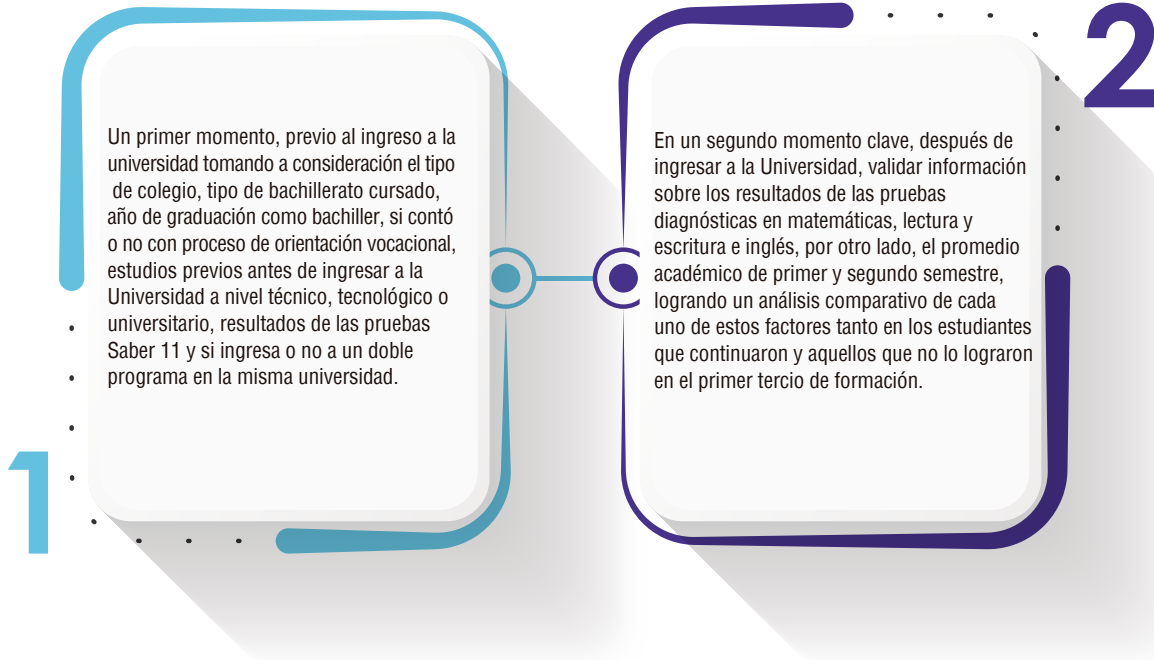 1
Un primer momento, previo al ingreso a la
universidad tomando a consideración el tipo
de colegio, tipo de bachillerato cursado,
año de graduación como bachiller, si contó
o no con proceso de orientación vocacional,
estudios previos antes de ingresar a la
Universidad a nivel técnico, tecnológico o
universitario, resultados de las pruebas
Saber 11 y si ingresa o no a un doble
programa en la misma universidad.
2
En un segundo momento clave, después de
ingresar a la Universidad, validar información
sobre los resultados de las pruebas
diagnósticas en matemáticas, lectura y
escritura e inglés, por otro lado, el promedio
académico de primer y segundo semestre,
logrando un análisis comparativo de cada
uno de estos factores tanto en los estudiantes
que continuaron y aquellos que no lo lograron
en el primer tercio de formación.